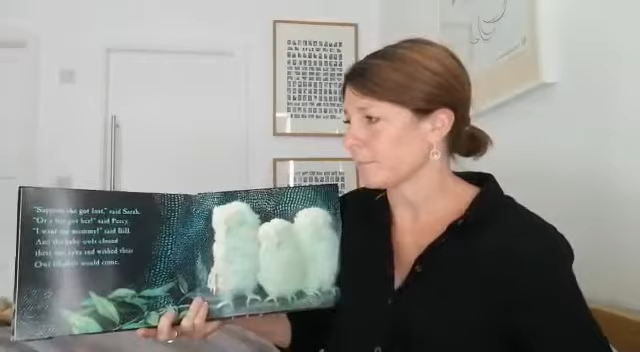 "Suppose she got lost," said Sarah.
"Or a fox got her!" said Percy.
"I want my mommy!" said Bill.
And the baby owls closed
their owl eyes and wished their
Owl Mother would come.